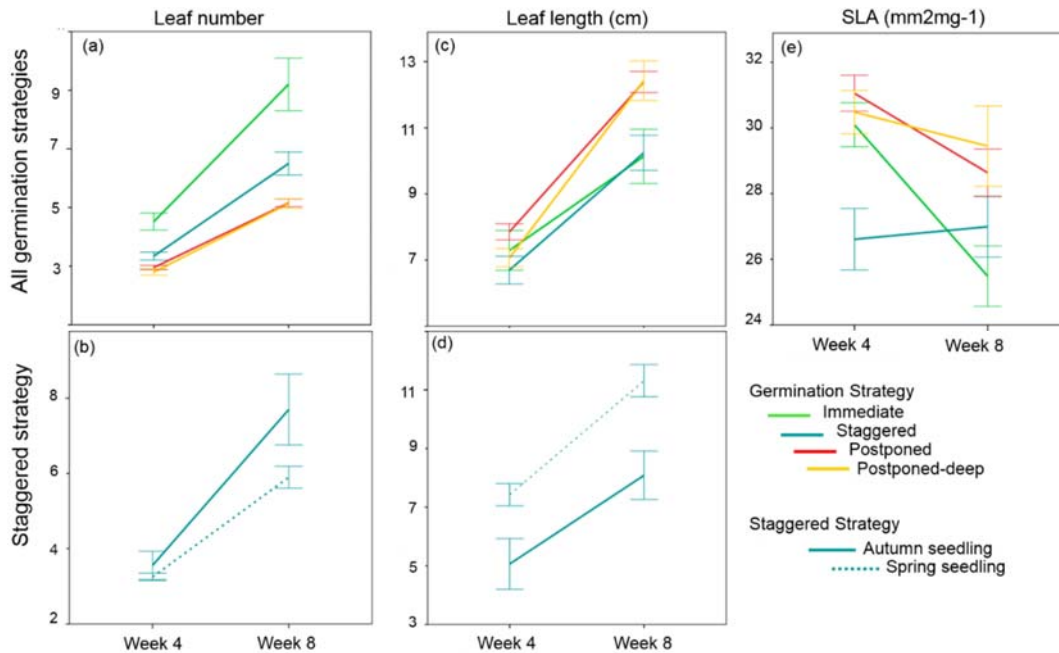 Leaf number
Leaf length (cm)
SLA (mm2mg-1)
All germination strategies
(a)
9
7
5
3
(c)
13
11
9
7
(e)
32
30
28
26
24
Week 4
Week 8
Staggered strategy
(b)
8
6
4
2
Week 4
Week 8
(d)
11
9
7
5
3
Week 4
Week 8
Germination Strategy
Immediate
Staggered
Postponed
Postponed-deep
Staggered Strategy
Autumn seedling
Spring seedling